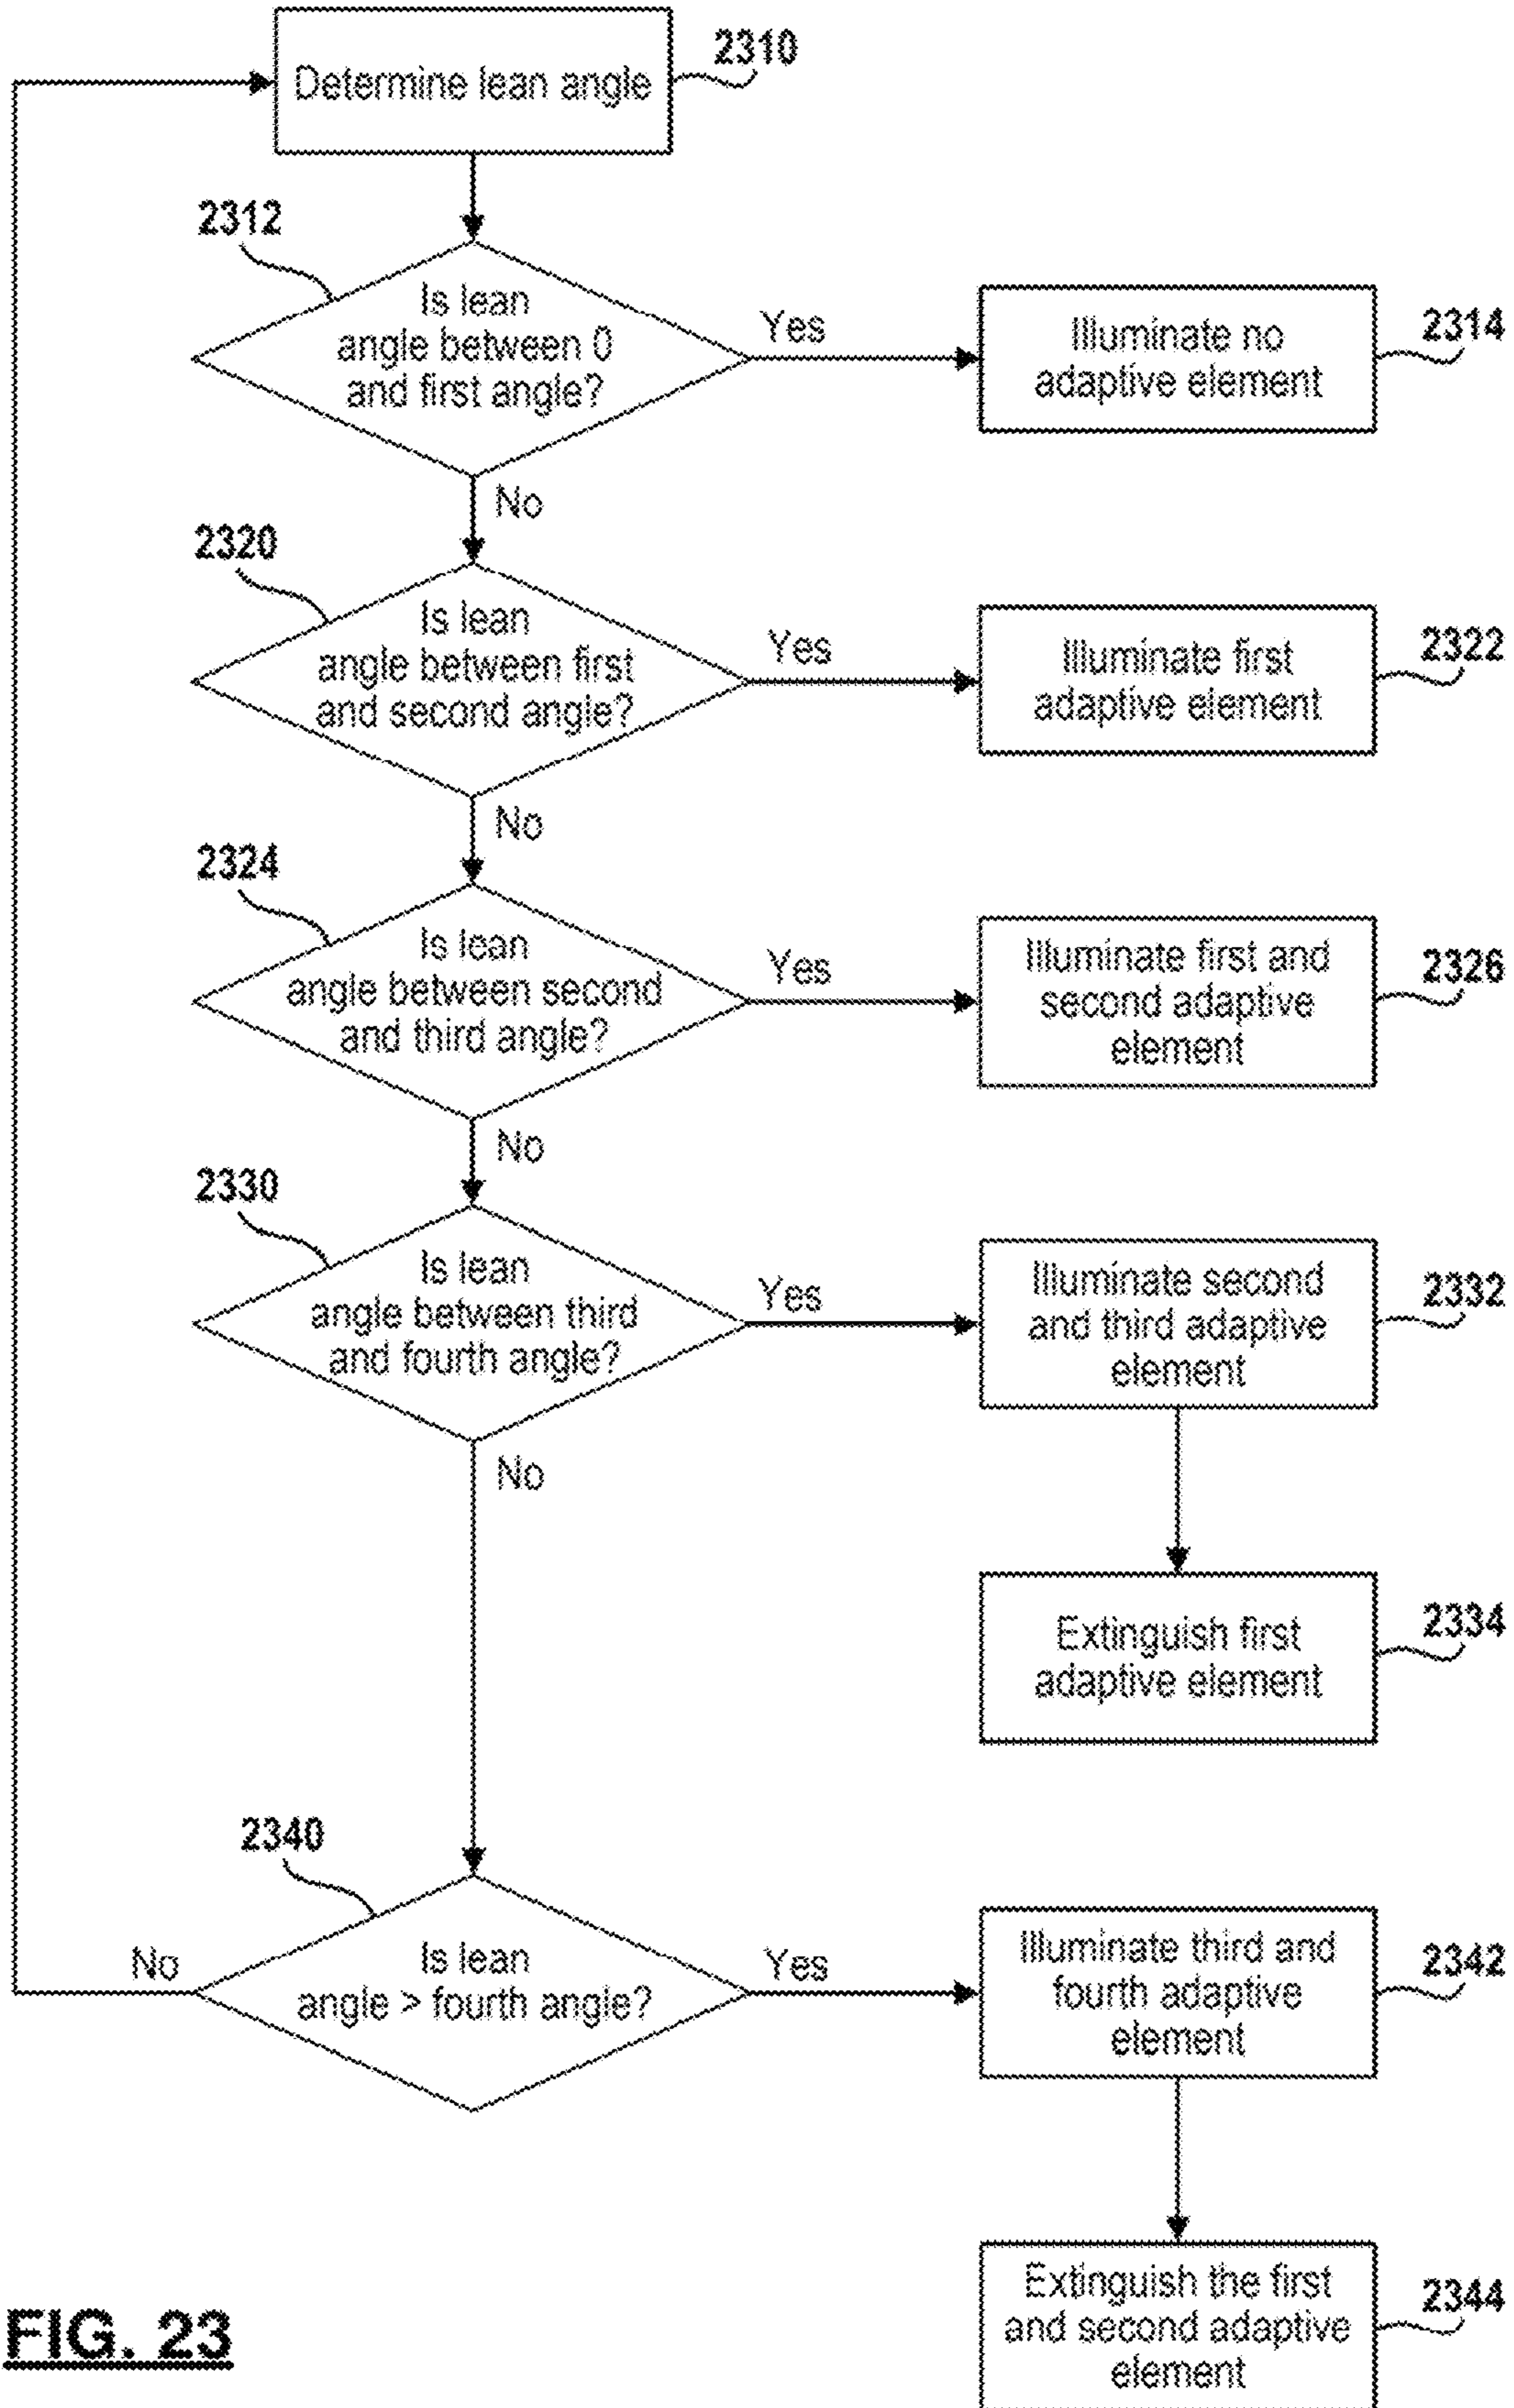 Determine lean angle
2310
2312
Is lean
angle between 0
and first angle?
Yes
Illuminate no
adaptive element
2314
No
2320
Is lean
angle between first
and second angle?
Yes
Illuminate first
adaptive element
2322
No
2324
Is lean
angle between second
and third angle?
Yes
Illuminate first and
second adaptive
element
2326
No
2330
Is lean
angle between third
and fourth angle?
Yes
Illuminate second
and third adaptive
element
2332
No
Extinguish first
adaptive element
2334
2340
No
Is lean
angle > fourth angle?
Yes
Illuminate third and
fourth adaptive
element
2342
Extinguish the first
and second adaptive
element
2344
FIG. 23